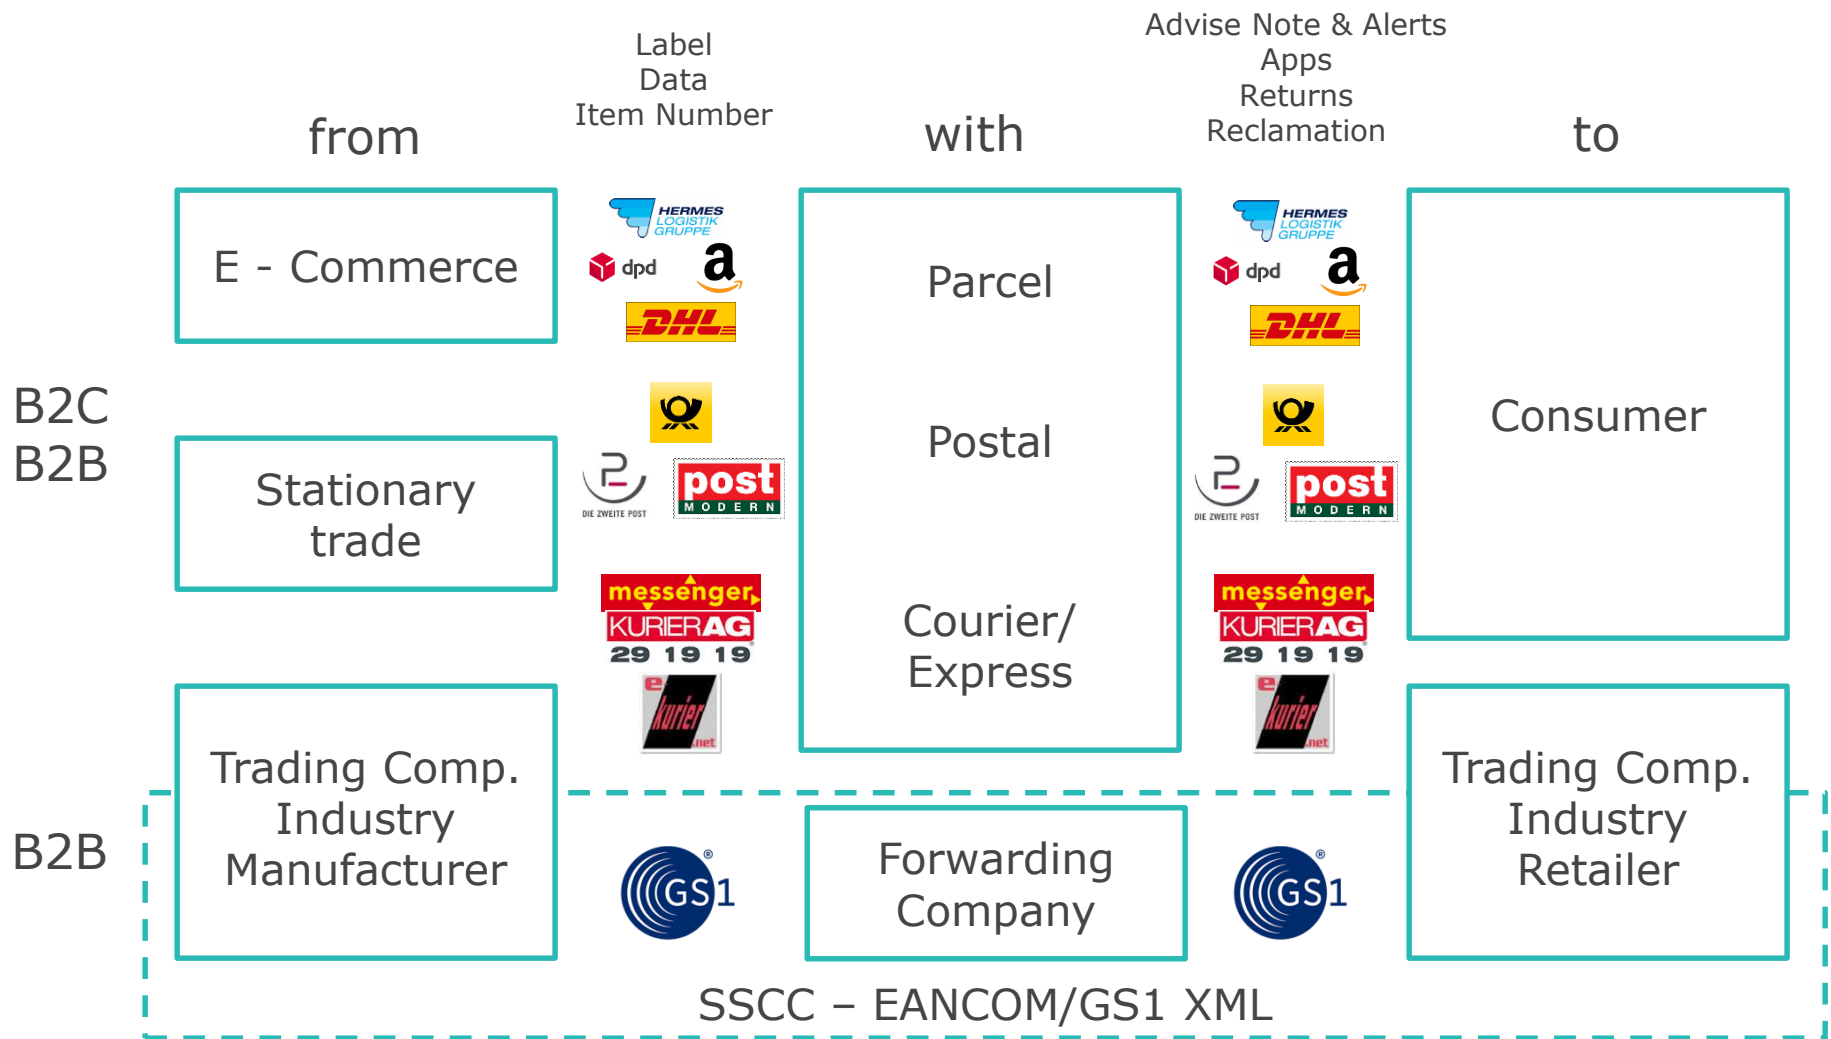 Label
Data
Item Number
Advise Note & Alerts
Apps
Returns
Reclamation
from
with
to
E - Commerce
HERMES
LOGISTIK
GRUPPE
dpd
a
DHL
Parcel
HERMES
LOGISTIK
GRUPPE
dpd
a
DHL
B2C
B2B
Stationary
trade
DIE ZWEITE POST
post
MODERN
Postal
DIE ZWEITE POST
post
MODERN
Consumer
messenger
KURIER AG
29 19 19
e
kurier
.net
Courier/
Express
messenger
KURIER AG
29 19 19
e
kurier
.net
B2B
Trading Comp.
Industry
Manufacturer
GS1
®
Forwarding
Company
GS1
®
Trading Comp.
Industry
Retailer
SSCC – EANCOM/GS1 XML